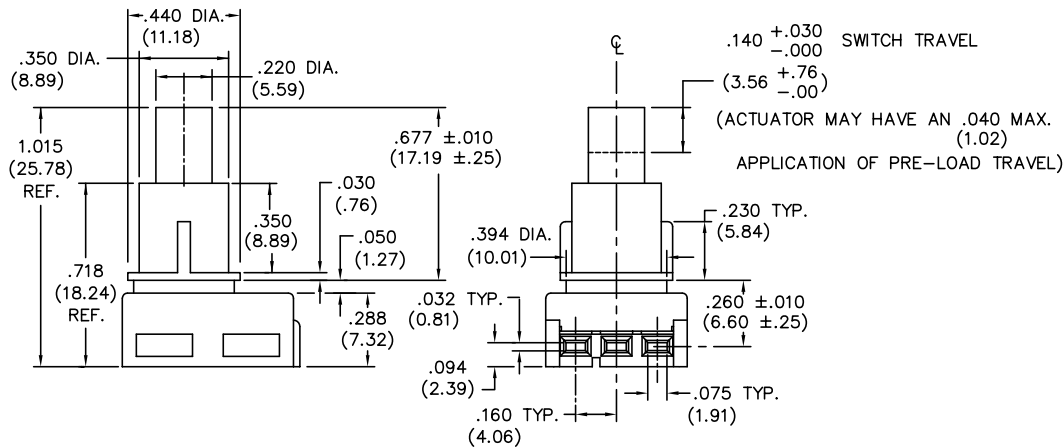 .440 DIA.
(11.18)
.350 DIA.
(8.89)
.220 DIA.
(5.59)
1.015
(25.78)
REF.
.718
(18.24)
REF.
.350
(8.89)
.030
(.76)
.050
(1.27)
.677 ±.010
(17.19 ±.25)
.288
(7.32)
℄
.140 +.030 -.000 SWITCH TRAVEL
(3.56 +.76 -.00)
(ACTUATOR MAY HAVE AN .040 MAX.
(1.02)
APPLICATION OF PRE-LOAD TRAVEL)
.394 DIA.
(10.01)
.230 TYP.
(5.84)
.032 TYP.
(0.81)
.260 ±.010
(6.60 ±.25)
.094
(2.39)
.160 TYP.
(4.06)
.075 TYP.
(1.91)